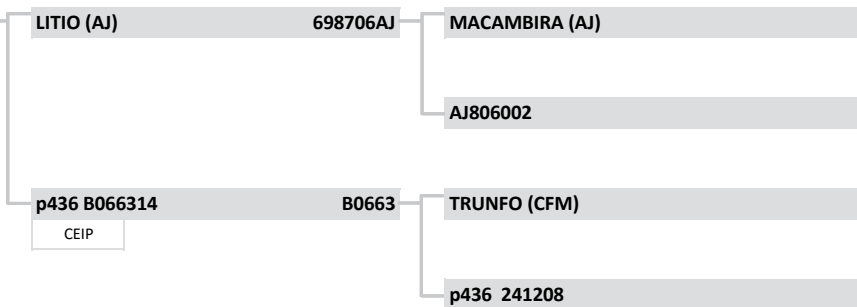 LITIO (AJ) 698706AJ MACAMBIRA (AJ)
AJ806002
p436 B066314 B0663 TRUNFO (CFM)
CEIP
p436 241208